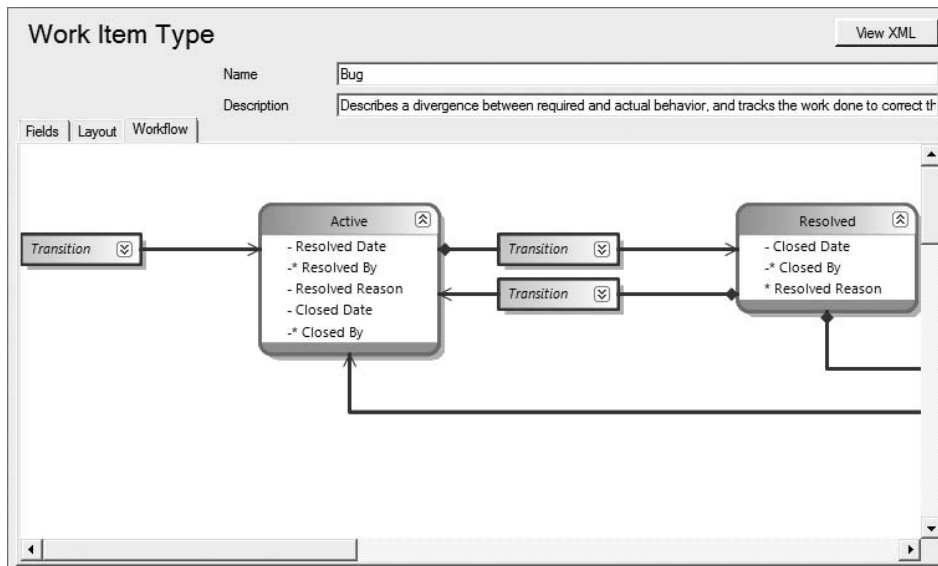 Work Item Type
View XML
Name
Bug
Description
Describes a divergence between required and actual behavior, and tracks the work done to correct th
Fields
Layout
Workflow
Transition
Active
- Resolved Date
-* Resolved By
- Resolved Reason
- Closed Date
-* Closed By
Transition
Transition
Resolved
- Closed Date
-* Closed By
* Resolved Reason